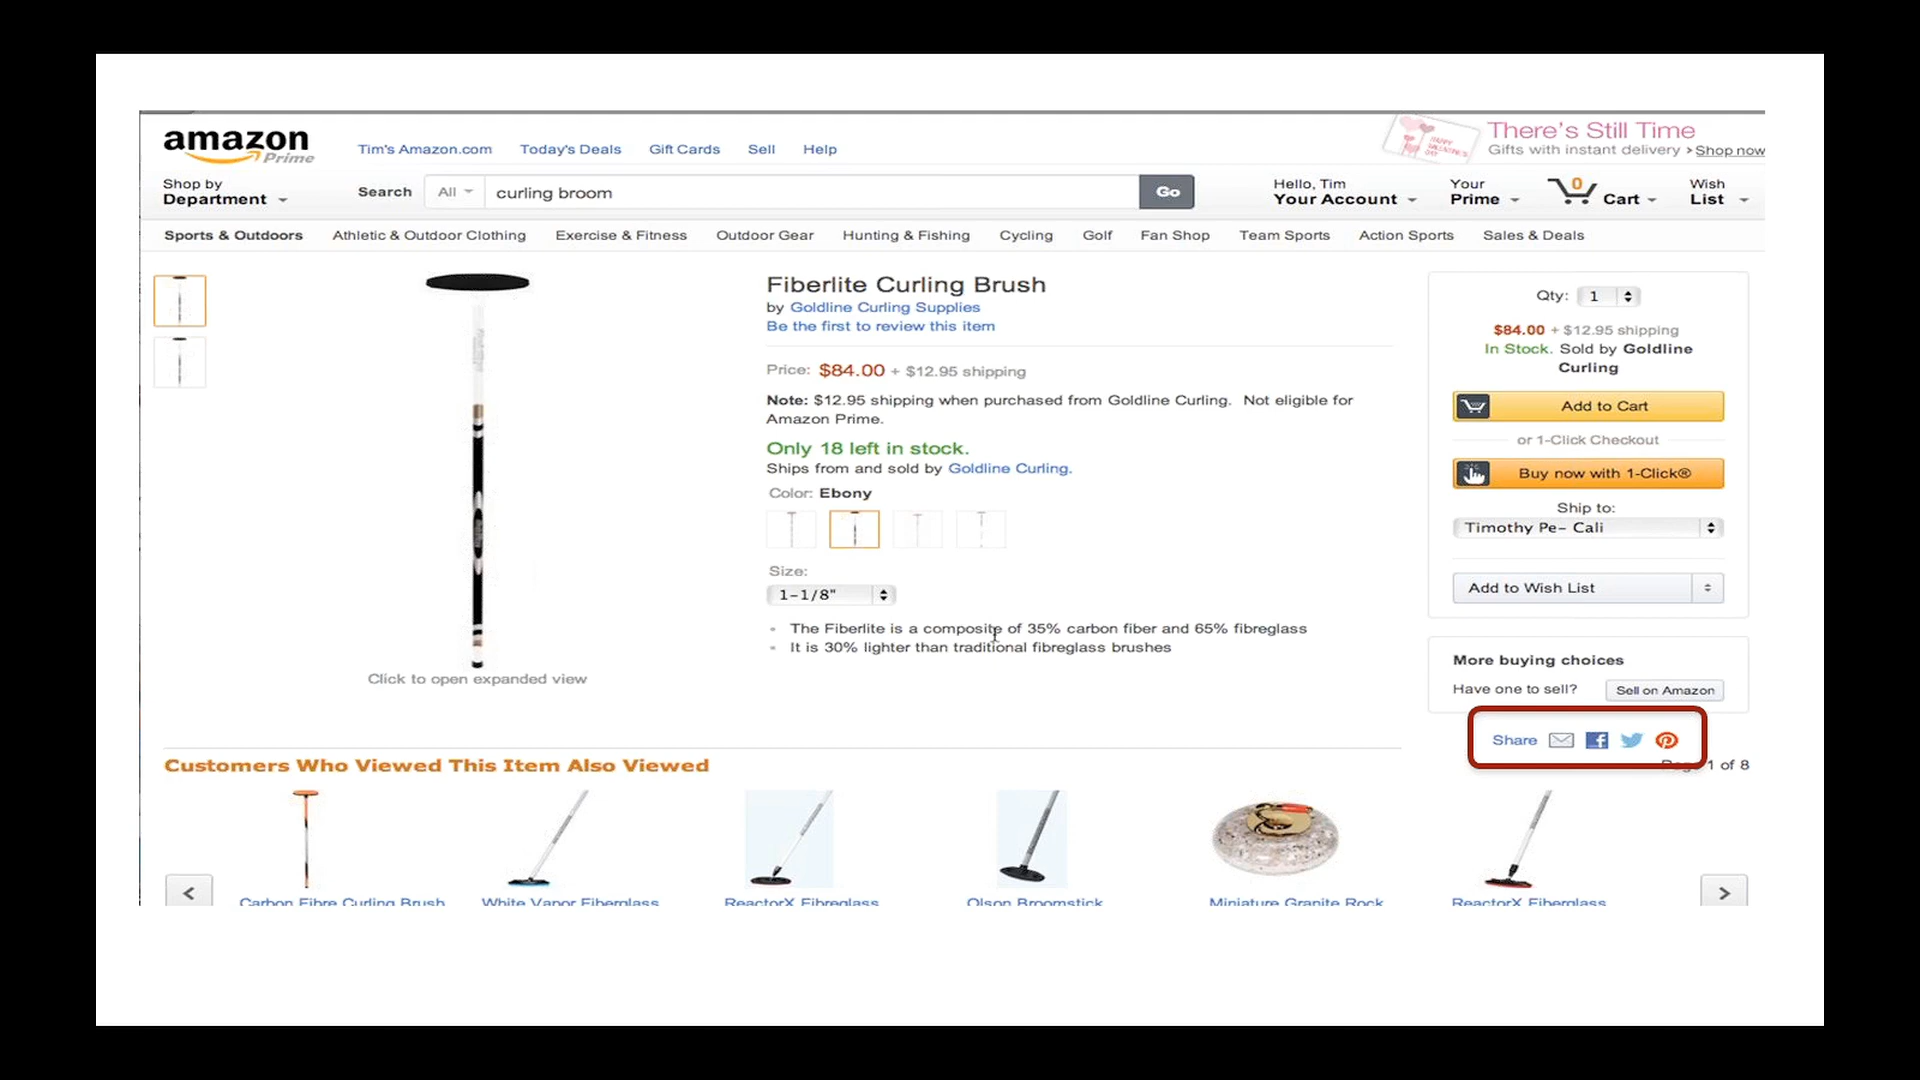 amazon
Prime
Tim's Amazon.com Today's Deals Gift Cards Sell Help
There's Still Time
Gifts with instant delivery > Shop now
HAPPY VALENTINE'S DAY
Shop by
Department
Search All curling broom Go
Hello, Tim
Your Account
Your
Prime
0
Cart
Wish
List
Sports & Outdoors Athletic & Outdoor Clothing Exercise & Fitness Outdoor Gear Hunting & Fishing Cycling Golf Fan Shop Team Sports Action Sports Sales & Deals
Click to open expanded view
Fiberlite Curling Brush
by Goldline Curling Supplies
Be the first to review this item
Price: $84.00 + $12.95 shipping
Note: $12.95 shipping when purchased from Goldline Curling. Not eligible for
Amazon Prime.
Only 18 left in stock.
Ships from and sold by Goldline Curling.
Color: Ebony
Size:
1-1/8"
The Fiberlite is a composite of 35% carbon fiber and 65% fibreglass
It is 30% lighter than traditional fibreglass brushes
Qty: 1
$84.00 + $12.95 shipping
In Stock. Sold by Goldline
Curling
Add to Cart
or 1-Click Checkout
Buy now with 1-Click®
Ship to:
Timothy Pe- Cali
Add to Wish List
More buying choices
Have one to sell? Sell on Amazon
Share
Customers Who Viewed This Item Also Viewed
Page 1 of 8
Carbon Fibre Curling Brush White Vapor Fiberglass ReactorX Fibreglass Olson Broomstick Miniature Granite Rock ReactorX Fiberglass